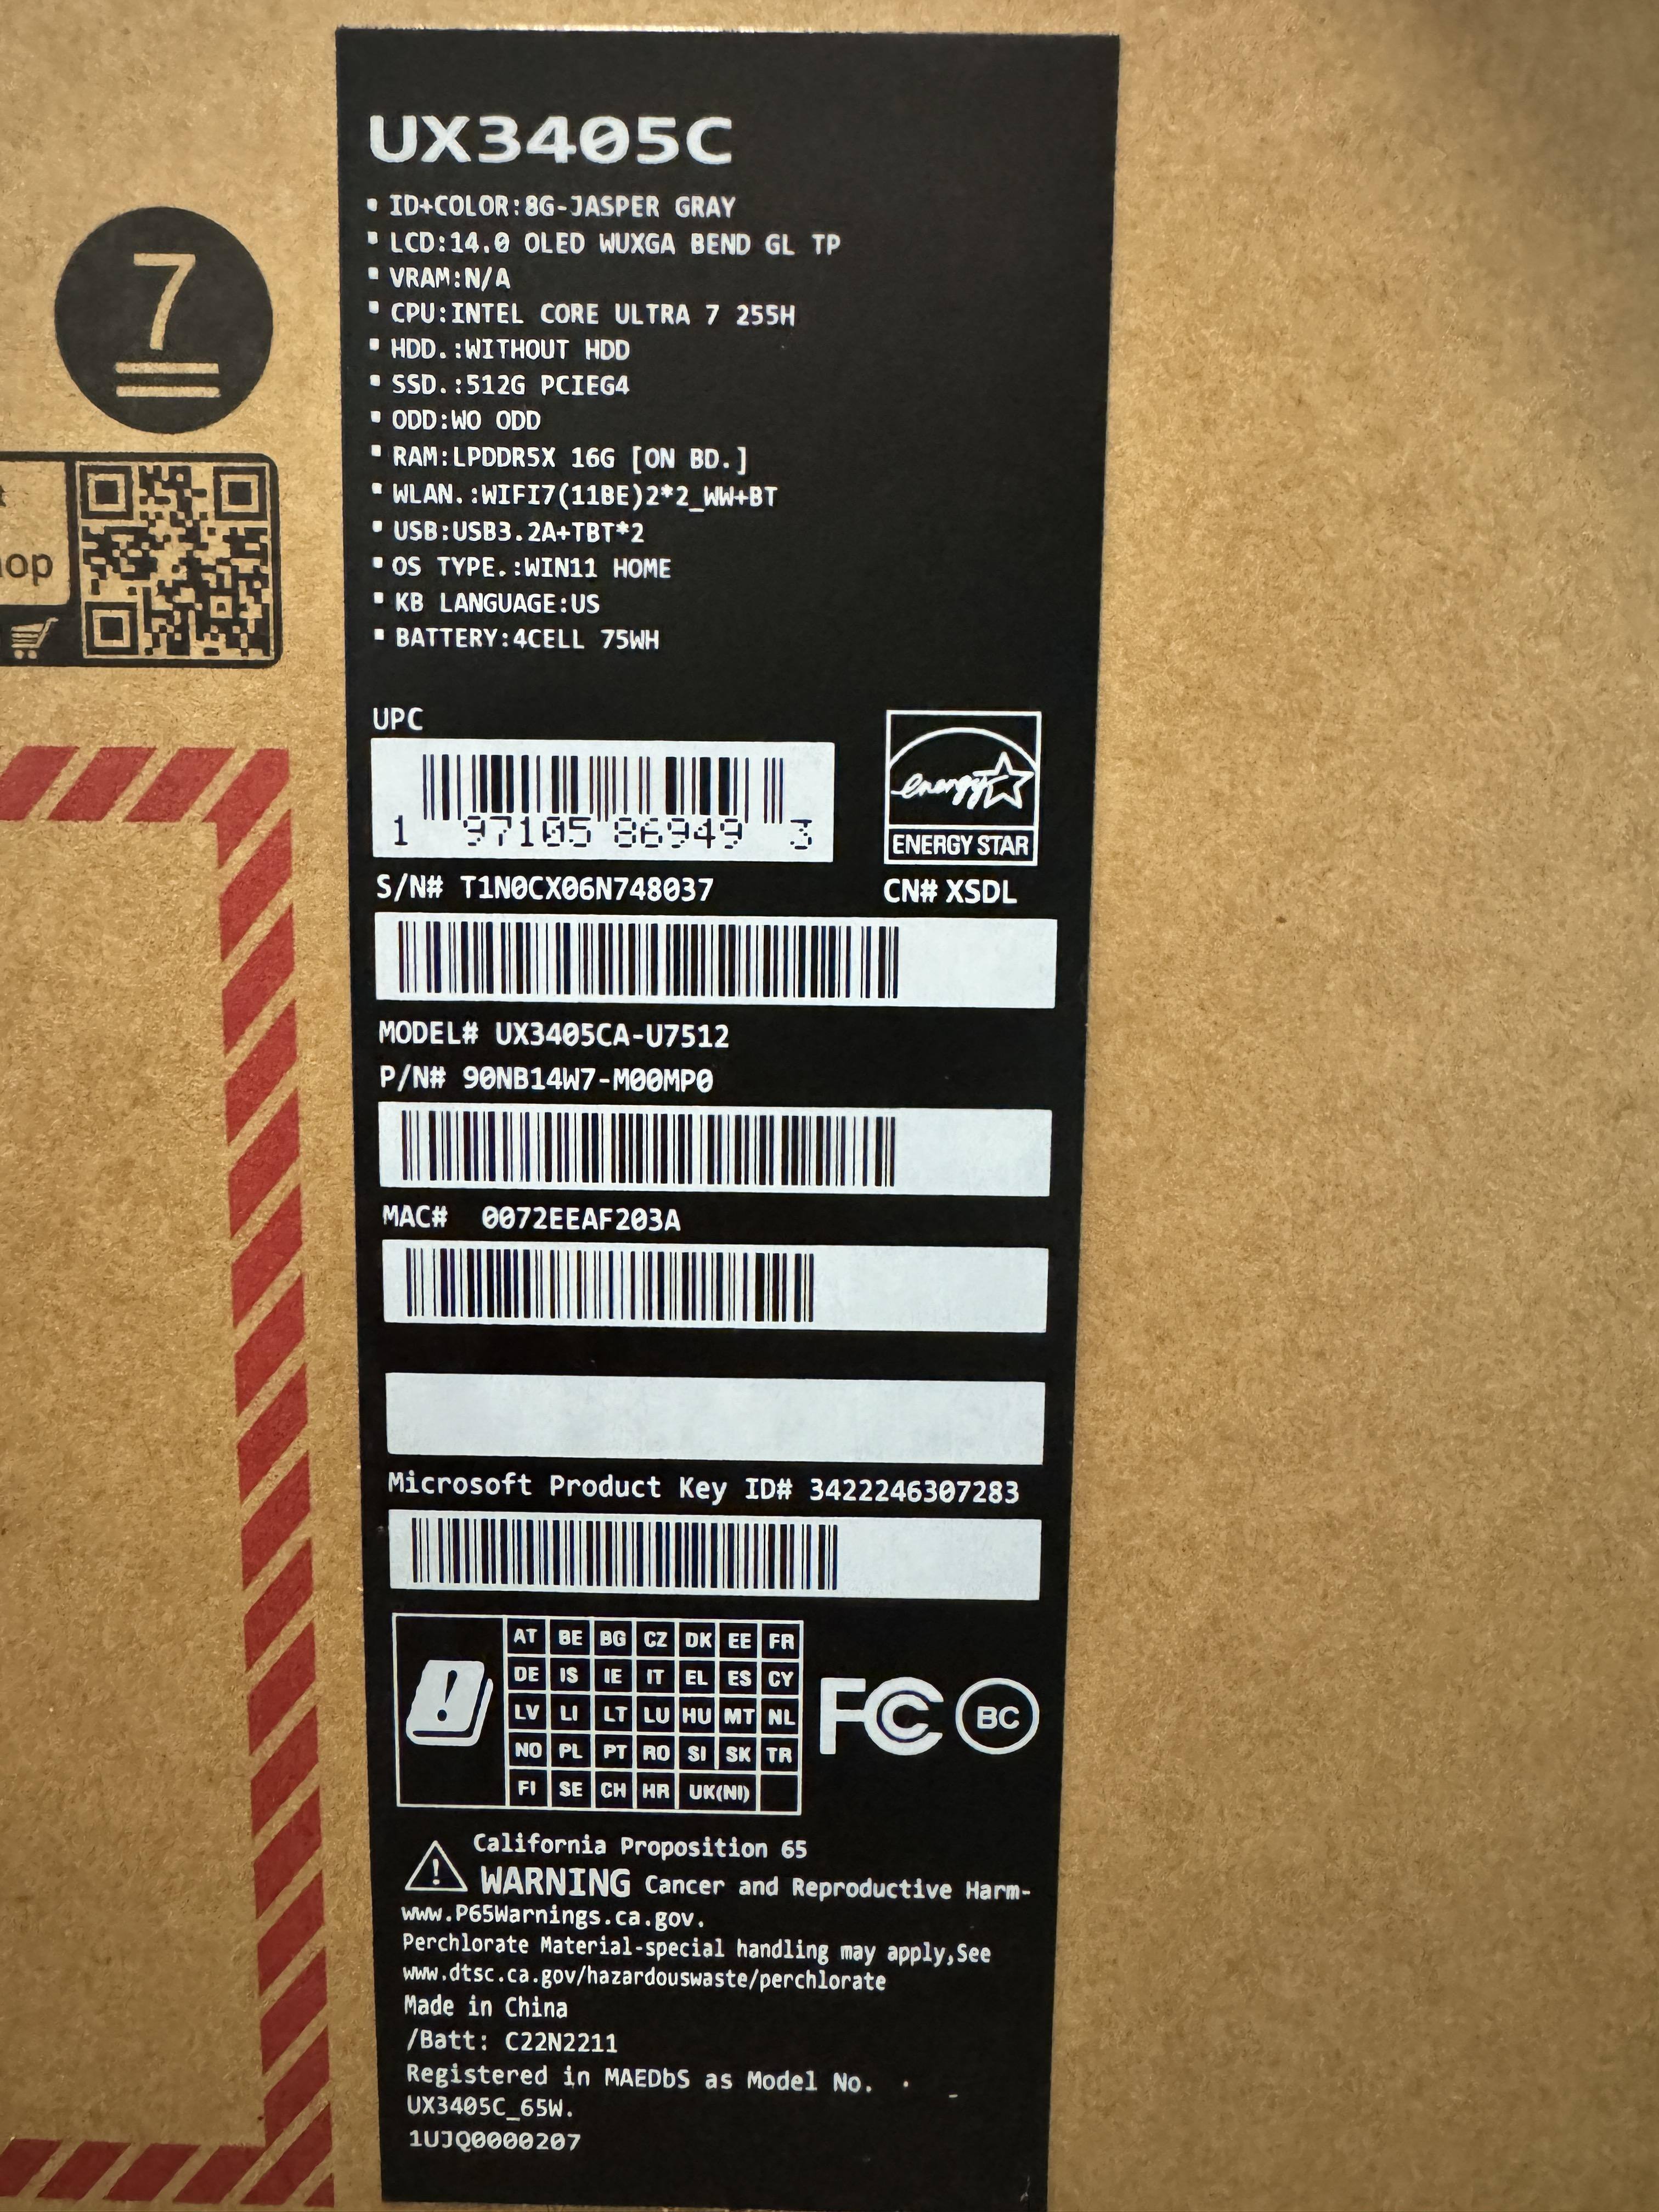 UX3405C
▪ ID+COLOR:8G-JASPER GRAY
▪ LCD:14.0 OLED WUXGA BEND GL TP
▪ VRAM:N/A
▪ CPU:INTEL CORE ULTRA 7 255H
▪ HDD.:WITHOUT HDD
▪ SSD.:512G PCIEG4
▪ ODD:WO ODD
▪ RAM:LPDDR5X 16G [ON BD.]
▪ WLAN.:WIFI7(11BE)2*2_WW+BT
▪ USB:USB3.2A+TBT*2
▪ OS TYPE.:WIN11 HOME
▪ KB LANGUAGE:US
▪ BATTERY:4CELL 75WH
7
UPC
1 97105 86949 3
energy
ENERGY STAR
S/N# T1N0CX06N748037
CN# XSDL
MODEL# UX3405CA-U7512
P/N# 90NB14W7-M00MP0
MAC# 0072EEAF203A
Microsoft Product Key ID# 3422246307283
AT BE BG CZ DK EE FR
DE IS IE IT EL ES CY
LV LI LT LU HU MT NL
NO PL PT RO SI SK TR
FI SE CH HR UK(NI)
FC BC
California Proposition 65
WARNING Cancer and Reproductive Harm-
www.P65Warnings.ca.gov.
Perchlorate Material-special handling may apply,See
www.dtsc.ca.gov/hazardouswaste/perchlorate
Made in China
/Batt: C22N2211
Registered in MAEDbS as Model No.
UX3405C_65W.
1UJQ0000207